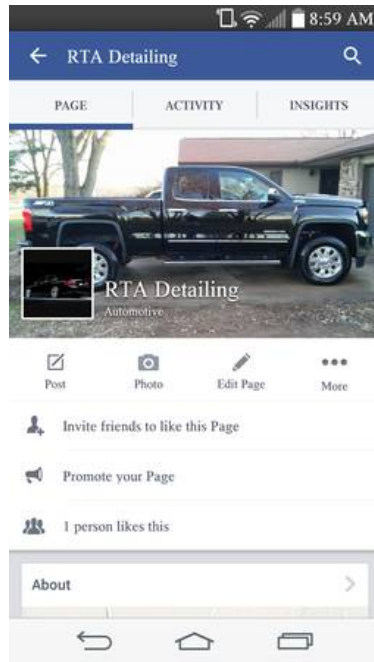 8:59 AM
RTA Detailing
PAGE ACTIVITY INSIGHTS
RTA Detailing
Automotive
Post Photo Edit Page More
Invite friends to like this Page
Promote your Page
1 person likes this
About